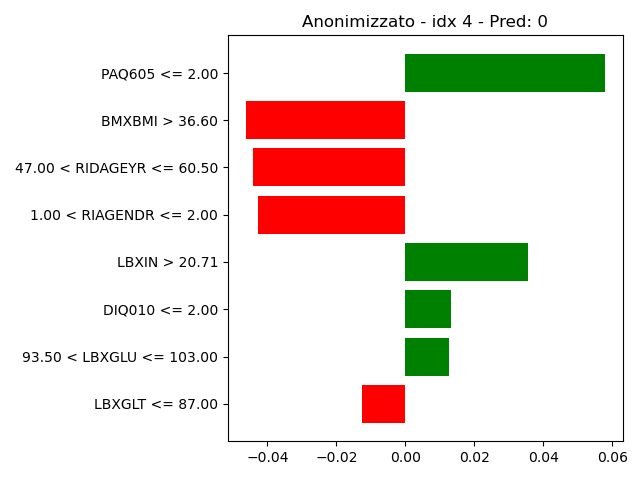 Anonimizzato - idx 4 - Pred: 0
PAQ605 <= 2.00
BMXBMI > 36.60
47.00 < RIDAGEYR <= 60.50
1.00 < RIAGENDR <= 2.00
LBXIN > 20.71
DIQ010 <= 2.00
93.50 < LBXGLU <= 103.00
LBXGLT <= 87.00
−0.04 −0.02 0.00 0.02 0.04 0.06